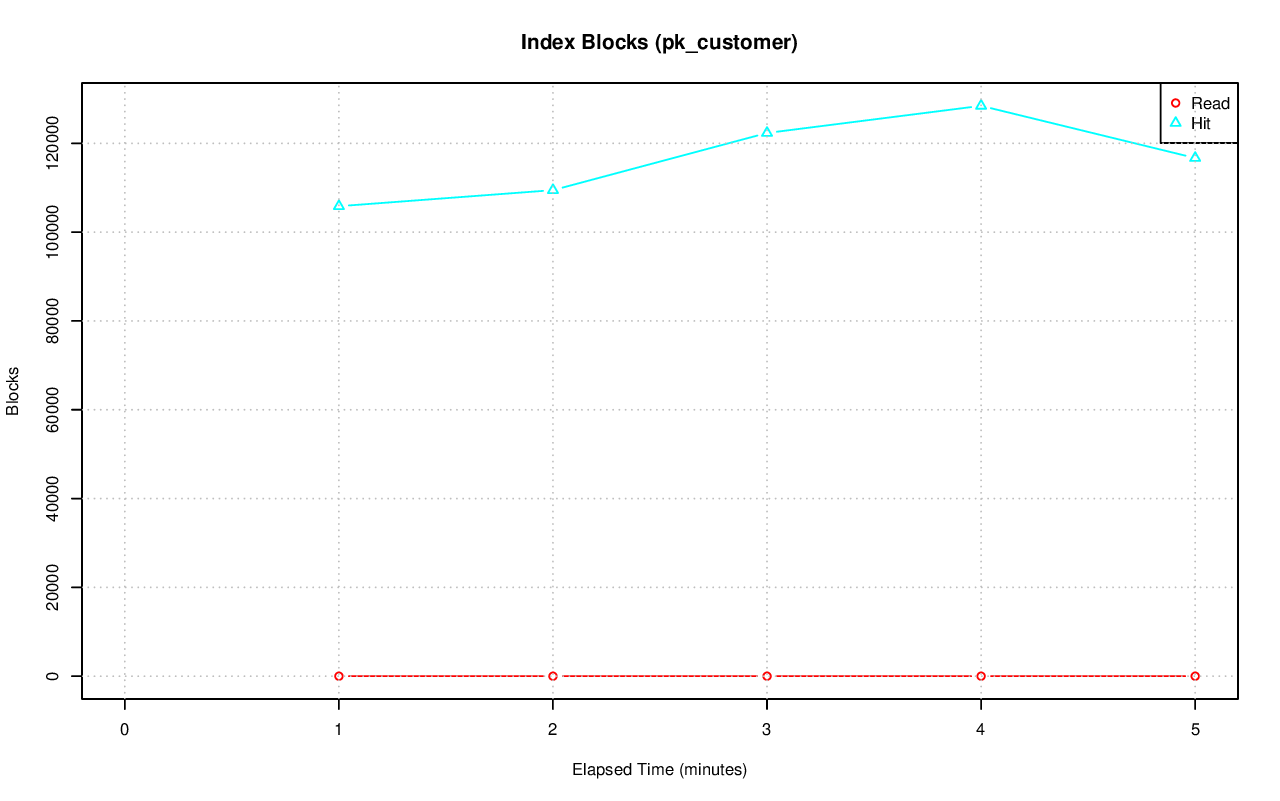 Index Blocks (pk_customer)
Read
Hit
Blocks
120000
100000
80000
60000
40000
20000
0
0 1 2 3 4 5
Elapsed Time (minutes)